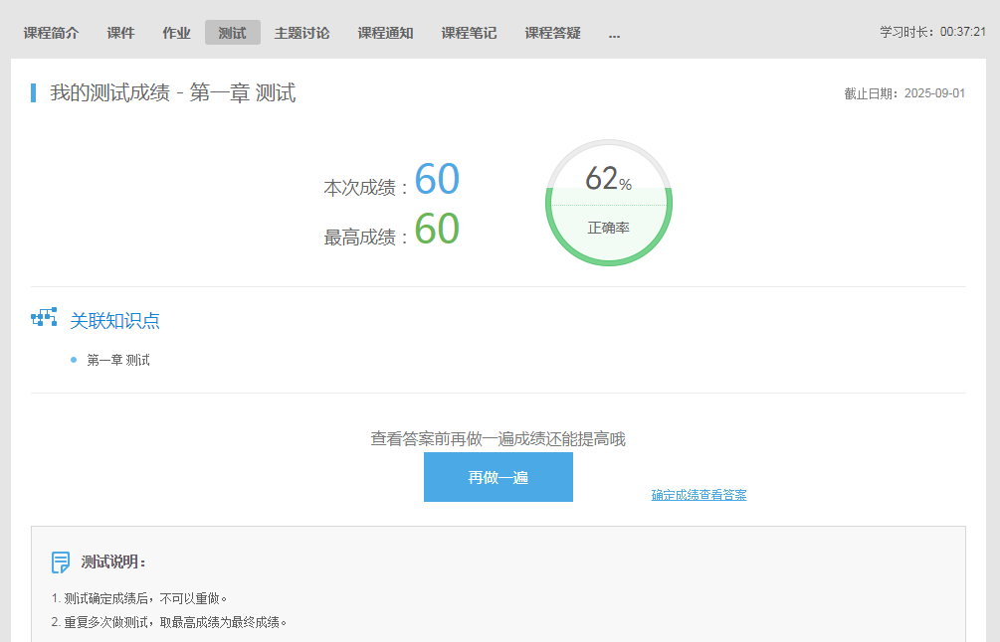 课程简介 课件 作业 测试 主题讨论 课程通知 课程笔记 课程答疑 ... 学习时长：00:37:21
我的测试成绩 - 第一章 测试 截止日期：2025-09-01
本次成绩：60
最高成绩：60
62%
正确率
关联知识点
第一章 测试
查看答案前再做一遍成绩还能提高哦
再做一遍
确定成绩查看答案
测试说明：
1. 测试确定成绩后，不可以重做。
2. 重复多次做测试，取最高成绩为最终成绩。